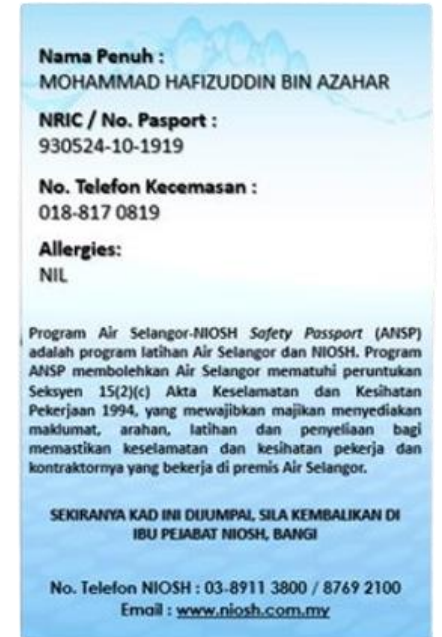 Nama Penuh :
MOHAMMAD HAFIZUDDIN BIN AZAHAR
NRIC / No. Pasport :
930524-10-1919
No. Telefon Kecemasan :
018-817 0819
Allergies:
NIL
Program Air Selangor-NIOSH Safety Passport (ANSP)
adalah program latihan Air Selangor dan NIOSH. Program
ANSP membolehkan Air Selangor mematuhi peruntukan
Seksyen 15(2)(c) Akta Keselamatan dan Kesihatan
Pekerjaan 1994, yang mewajibkan majikan menyediakan
maklumat, arahan, latihan dan penyeliaan bagi
memastikan keselamatan dan kesihatan pekerja dan
kontraktornya yang bekerja di premis Air Selangor.
SEKIRANYA KAD INI DIJUMPAI, SILA KEMBALIKAN DI
IBU PEJABAT NIOSH, BANGI
No. Telefon NIOSH : 03-8911 3800 / 8769 2100
Email : www.niosh.com.my